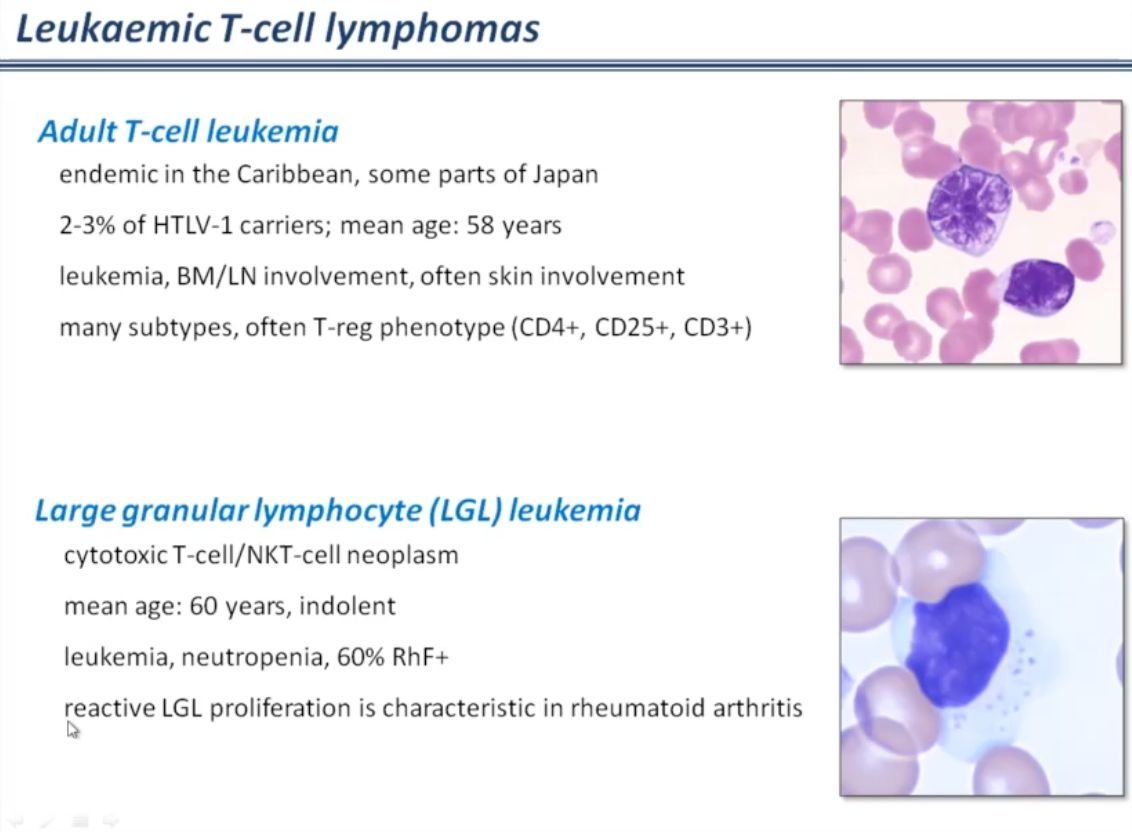 Leukaemic T-cell lymphomas
Adult T-cell leukemia
endemic in the Caribbean, some parts of Japan
2-3% of HTLV-1 carriers; mean age: 58 years
leukemia, BM/LN involvement, often skin involvement
many subtypes, often T-reg phenotype (CD4+, CD25+, CD3+)
Large granular lymphocyte (LGL) leukemia
cytotoxic T-cell/NKT-cell neoplasm
mean age: 60 years, indolent
leukemia, neutropenia, 60% RhF+
reactive LGL proliferation is characteristic in rheumatoid arthritis